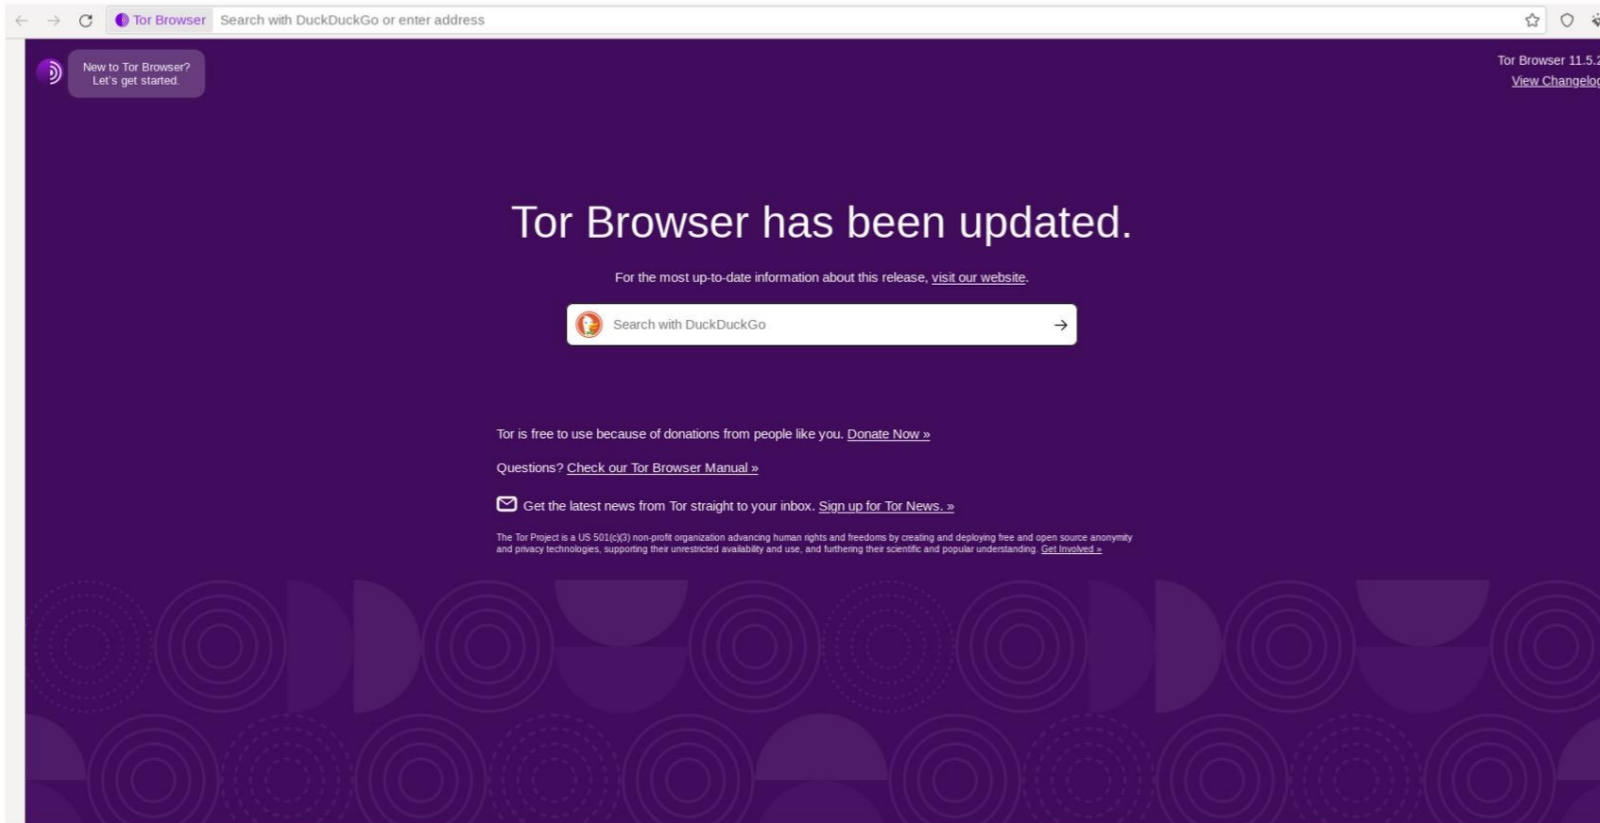 Tor Browser Search with DuckDuckGo or enter address
New to Tor Browser?
Let's get started.
Tor Browser 11.5.2
View Changelog
Tor Browser has been updated.
For the most up-to-date information about this release, visit our website.
Search with DuckDuckGo
Tor is free to use because of donations from people like you. Donate Now »
Questions? Check our Tor Browser Manual »
Get the latest news from Tor straight to your inbox. Sign up for Tor News. »
The Tor Project is a US 501(c)(3) non-profit organization advancing human rights and freedoms by creating and deploying free and open source anonymity
and privacy technologies, supporting their unrestricted availability and use, and furthering their scientific and popular understanding. Get Involved »